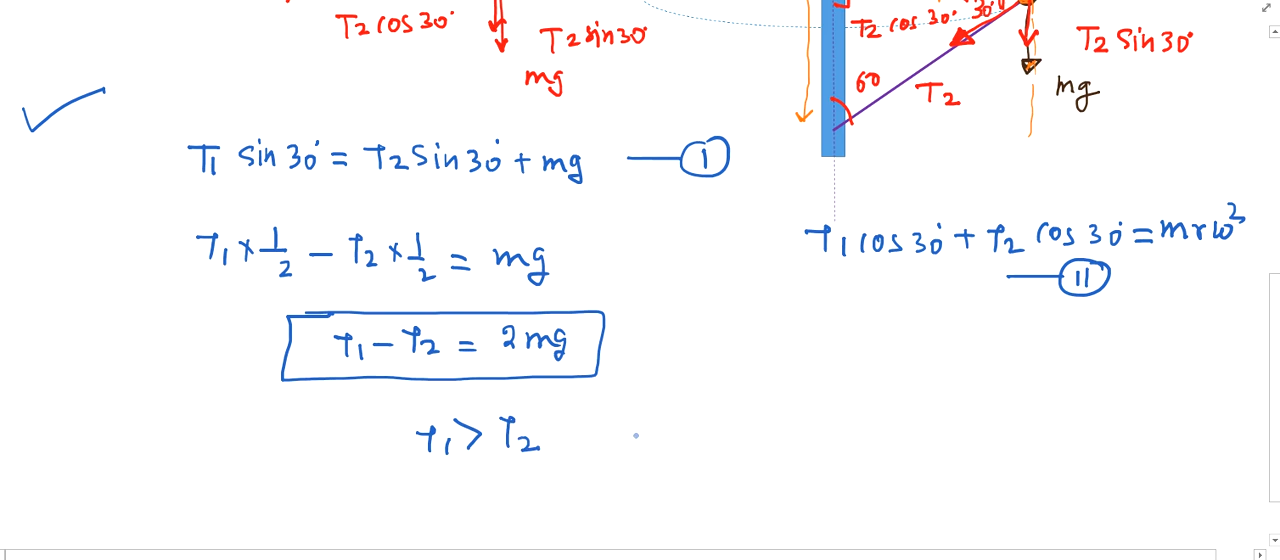 T2 cos 30°
T2 sin 30°
mg
T2 cos 30°
30°
T2 sin 30°
60
T2
mg
T1 sin 30° = T2 sin 30° + mg —— I
T1 × 1/2 – T2 × 1/2 = mg
T1 – T2 = 2mg
T1 > T2
T1 cos 30° + T2 cos 30° = mrω²
—— II